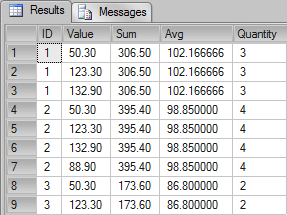 Results Messages
ID Value Sum Avg Quantity
1 1 50.30 306.50 102.166666 3
2 1 123.30 306.50 102.166666 3
3 1 132.90 306.50 102.166666 3
4 2 50.30 395.40 98.850000 4
5 2 123.30 395.40 98.850000 4
6 2 132.90 395.40 98.850000 4
7 2 88.90 395.40 98.850000 4
8 3 50.30 173.60 86.800000 2
9 3 123.30 173.60 86.800000 2